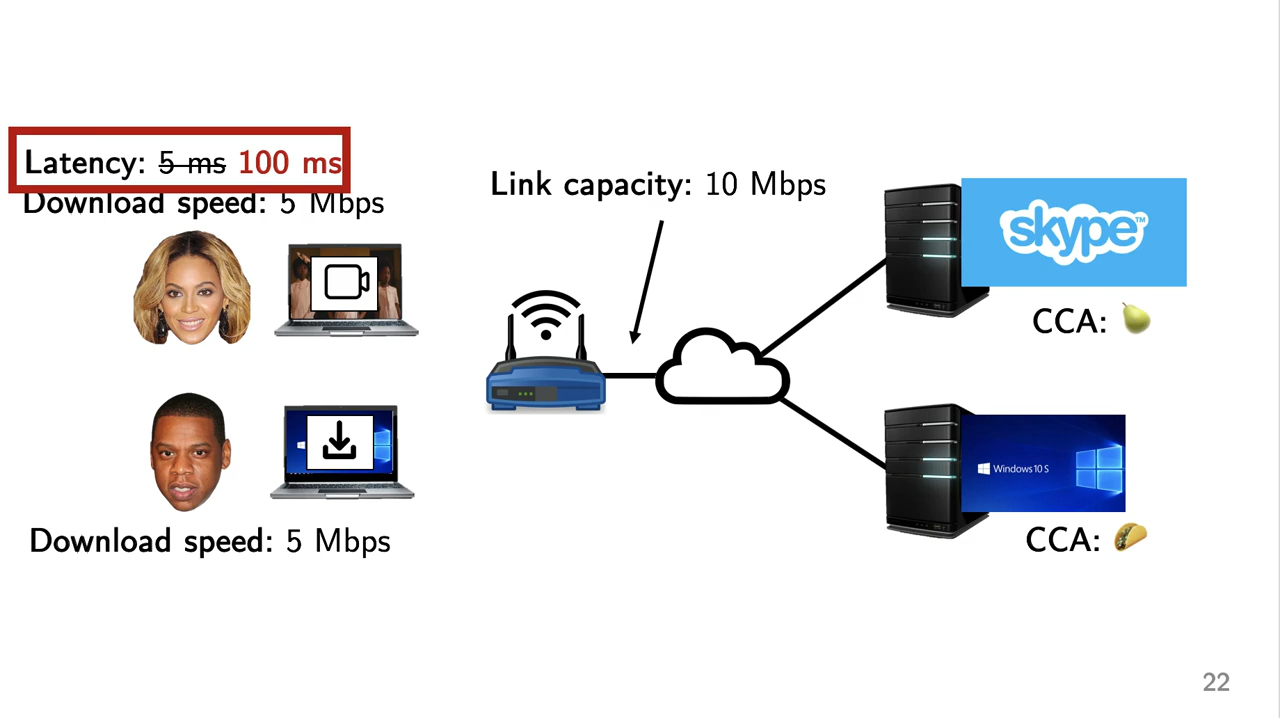 Latency: 5 ms 100 ms
Download speed: 5 Mbps
Link capacity: 10 Mbps
skype™
CCA:
Windows 10 S
CCA:
Download speed: 5 Mbps
22